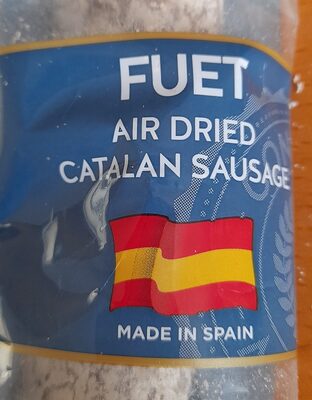 FUET
AIR DRIED
CATALAN SAUSAGE
MADE IN SPAIN